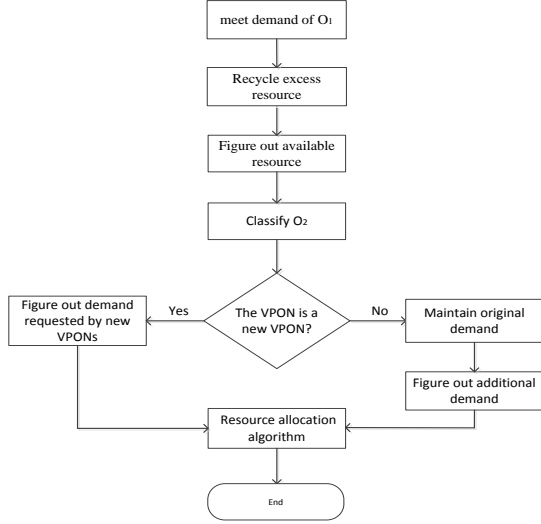 meet demand of O₁
Recycle excess
resource
Figure out available
resource
Classify O₂
The VPON is a
new VPON?
Yes
Figure out demand
requested by new
VPONs
No
Maintain original
demand
Figure out additional
demand
Resource allocation
algorithm
End